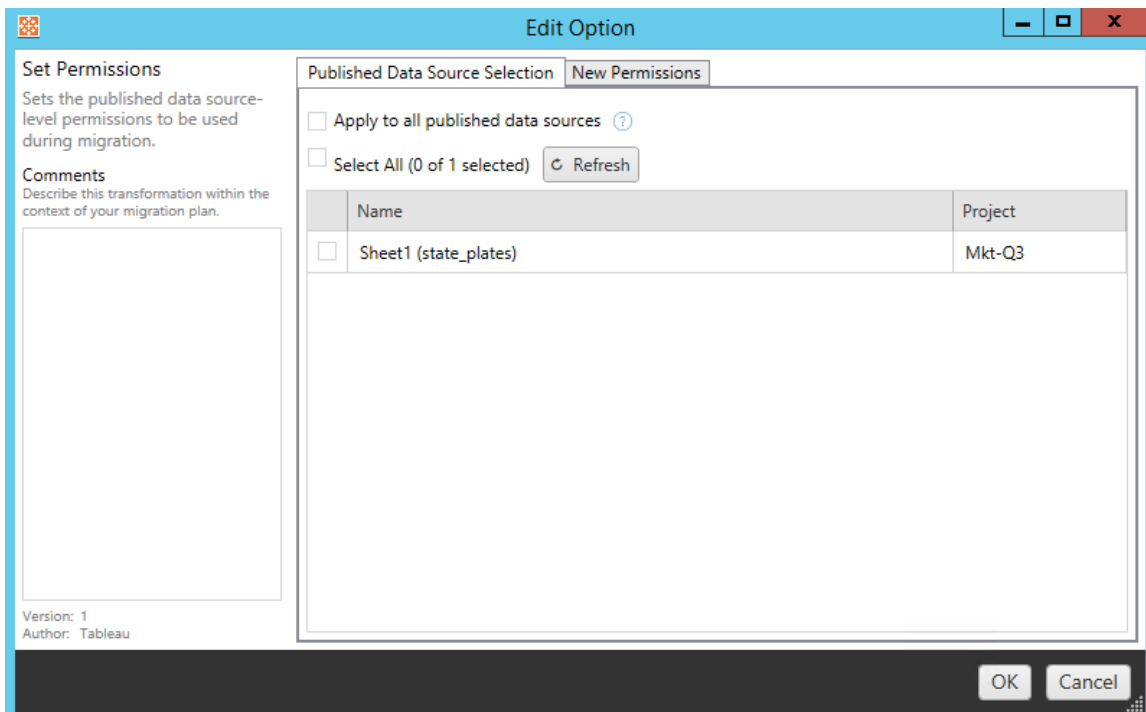 Edit Option
Set Permissions
Sets the published data source-
level permissions to be used
during migration.
Comments
Describe this transformation within the
context of your migration plan.
Version: 1
Author: Tableau
Published Data Source Selection
New Permissions
Apply to all published data sources ?
Select All (0 of 1 selected)
Refresh
Name Project
Sheet1 (state_plates) Mkt-Q3
OK
Cancel